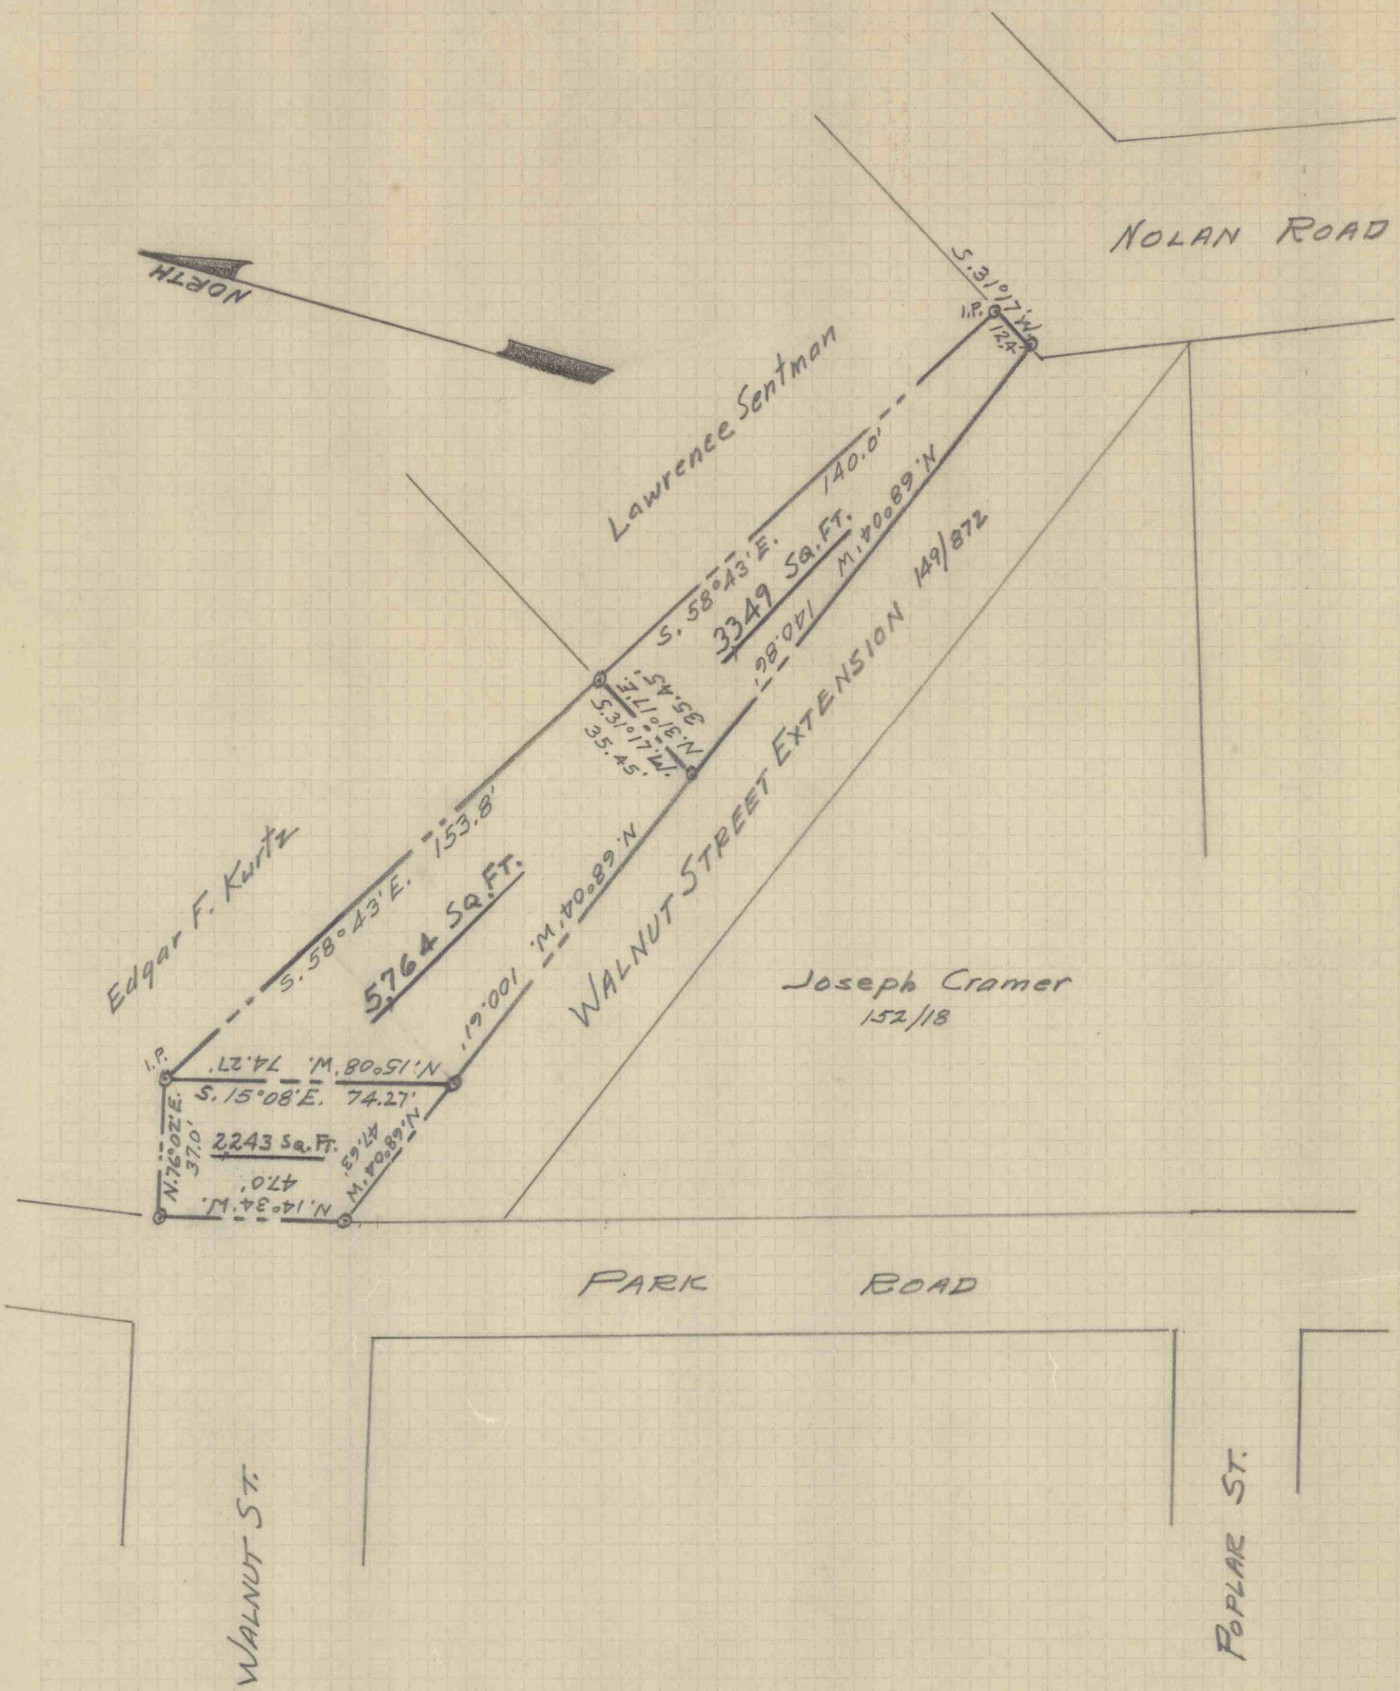 NOLAN ROAD
NORTH
S.31°17'W.
12.4'
I.P.
Lawrence Sentman
140.0'
S. 58°43'E.
3349 SQ.FT.
N.68°04'W
140.86'
WALNUT STREET EXTENSION 149/872
N.31°17'E.
35.45'
S.31°17'W.
35.45'
Edgar F. Kurtz
153.8'
S. 58°43'E.
5,764 SQ.FT.
N.68°04'W.
100.61'
Joseph Cramer
152/18
I.P.
N.15°08'W. 74.27'
S. 15°08'E. 74.27'
N.76°02'E.
37.0'
2,243 SQ.FT.
N.68°04'W
47.63'
N.14°34'W.
47.0'
PARK ROAD
WALNUT ST.
POPLAR ST.